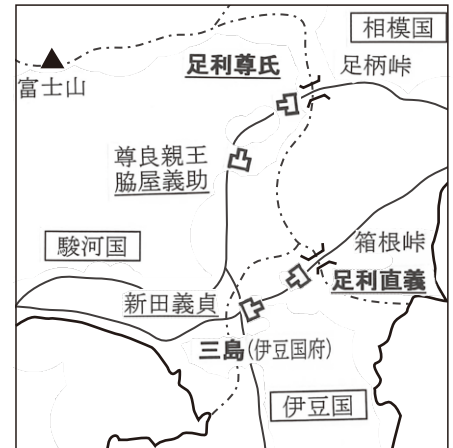 相模国
足利尊氏
足柄峠
富士山
尊良親王
脇屋義助
駿河国
箱根峠
足利直義
新田義貞
三島(伊豆国府)
伊豆国